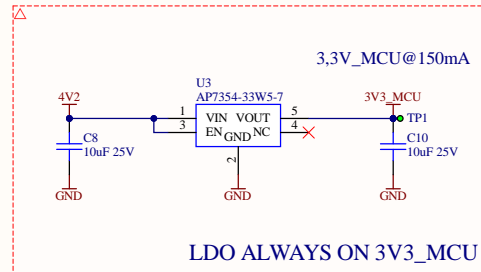 3,3V_MCU@150mA
U3
AP7354-33W5-7
4V2
3V3_MCU
1 VIN VOUT 5
TP1
3 EN GND NC 4
2
C8
10uF 25V
C10
10uF 25V
GND
GND
GND
LDO ALWAYS ON 3V3_MCU